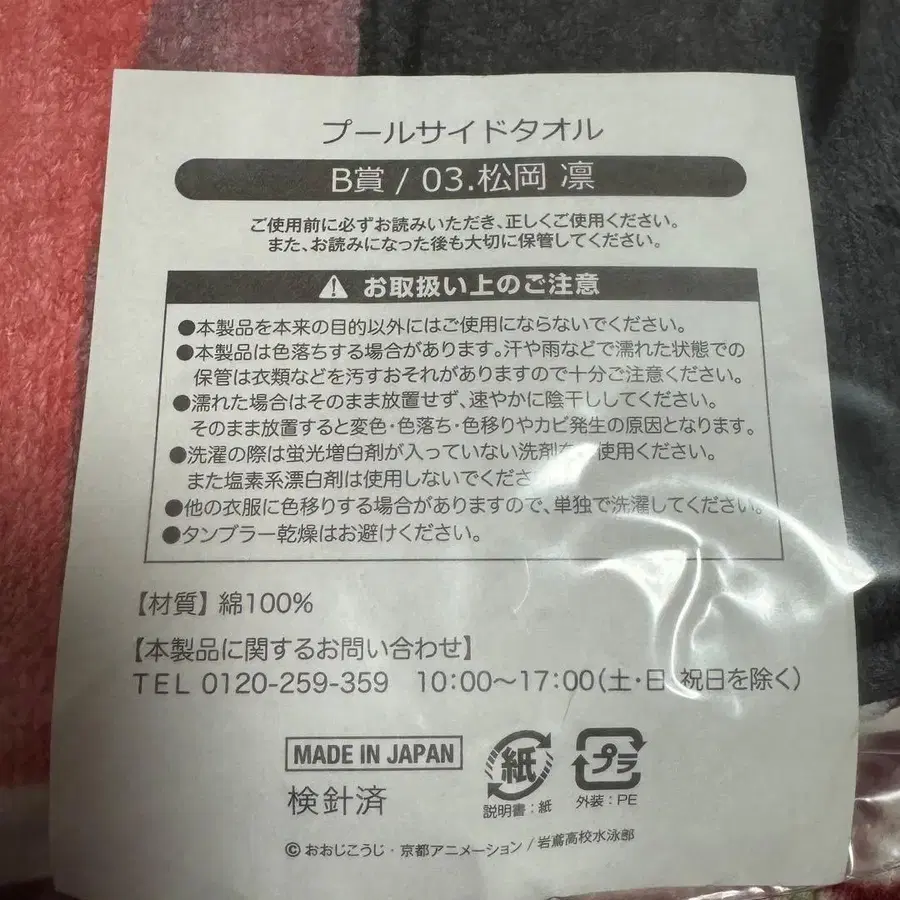 プールサイドタオル
B賞 / 03.松岡 凛
ご使用前に必ずお読みいただき、正しくご使用ください。
また、お読みになった後も大切に保管してください。
お取扱い上のご注意
●本製品を本来の目的以外にはご使用にならないでください。
●本製品は色落ちする場合があります。汗や雨などで濡れた状態での
保管は衣類などを汚すおそれがありますので十分ご注意ください。
●濡れた場合はそのまま放置せず、速やかに陰干ししてください。
そのまま放置すると変色・色落ち・色移りやカビ発生の原因となります。
●洗濯の際は蛍光増白剤が入っていない洗剤を使用ください。
また塩素系漂白剤は使用しないでくださ
●他の衣服に色移りする場合がありますので、単独で洗濯してください。
●タンブラー乾燥はお避けください。
【材質】綿100%
【本製品に関するお問い合わせ】
TEL 0120-259-359 10:00～17:00(土・日 祝日を除く)
MADE IN JAPAN
検針済
紙
説明書:紙
プラ
外装:PE
©おおじこうじ・京都アニメーション/岩鳶高校水泳部